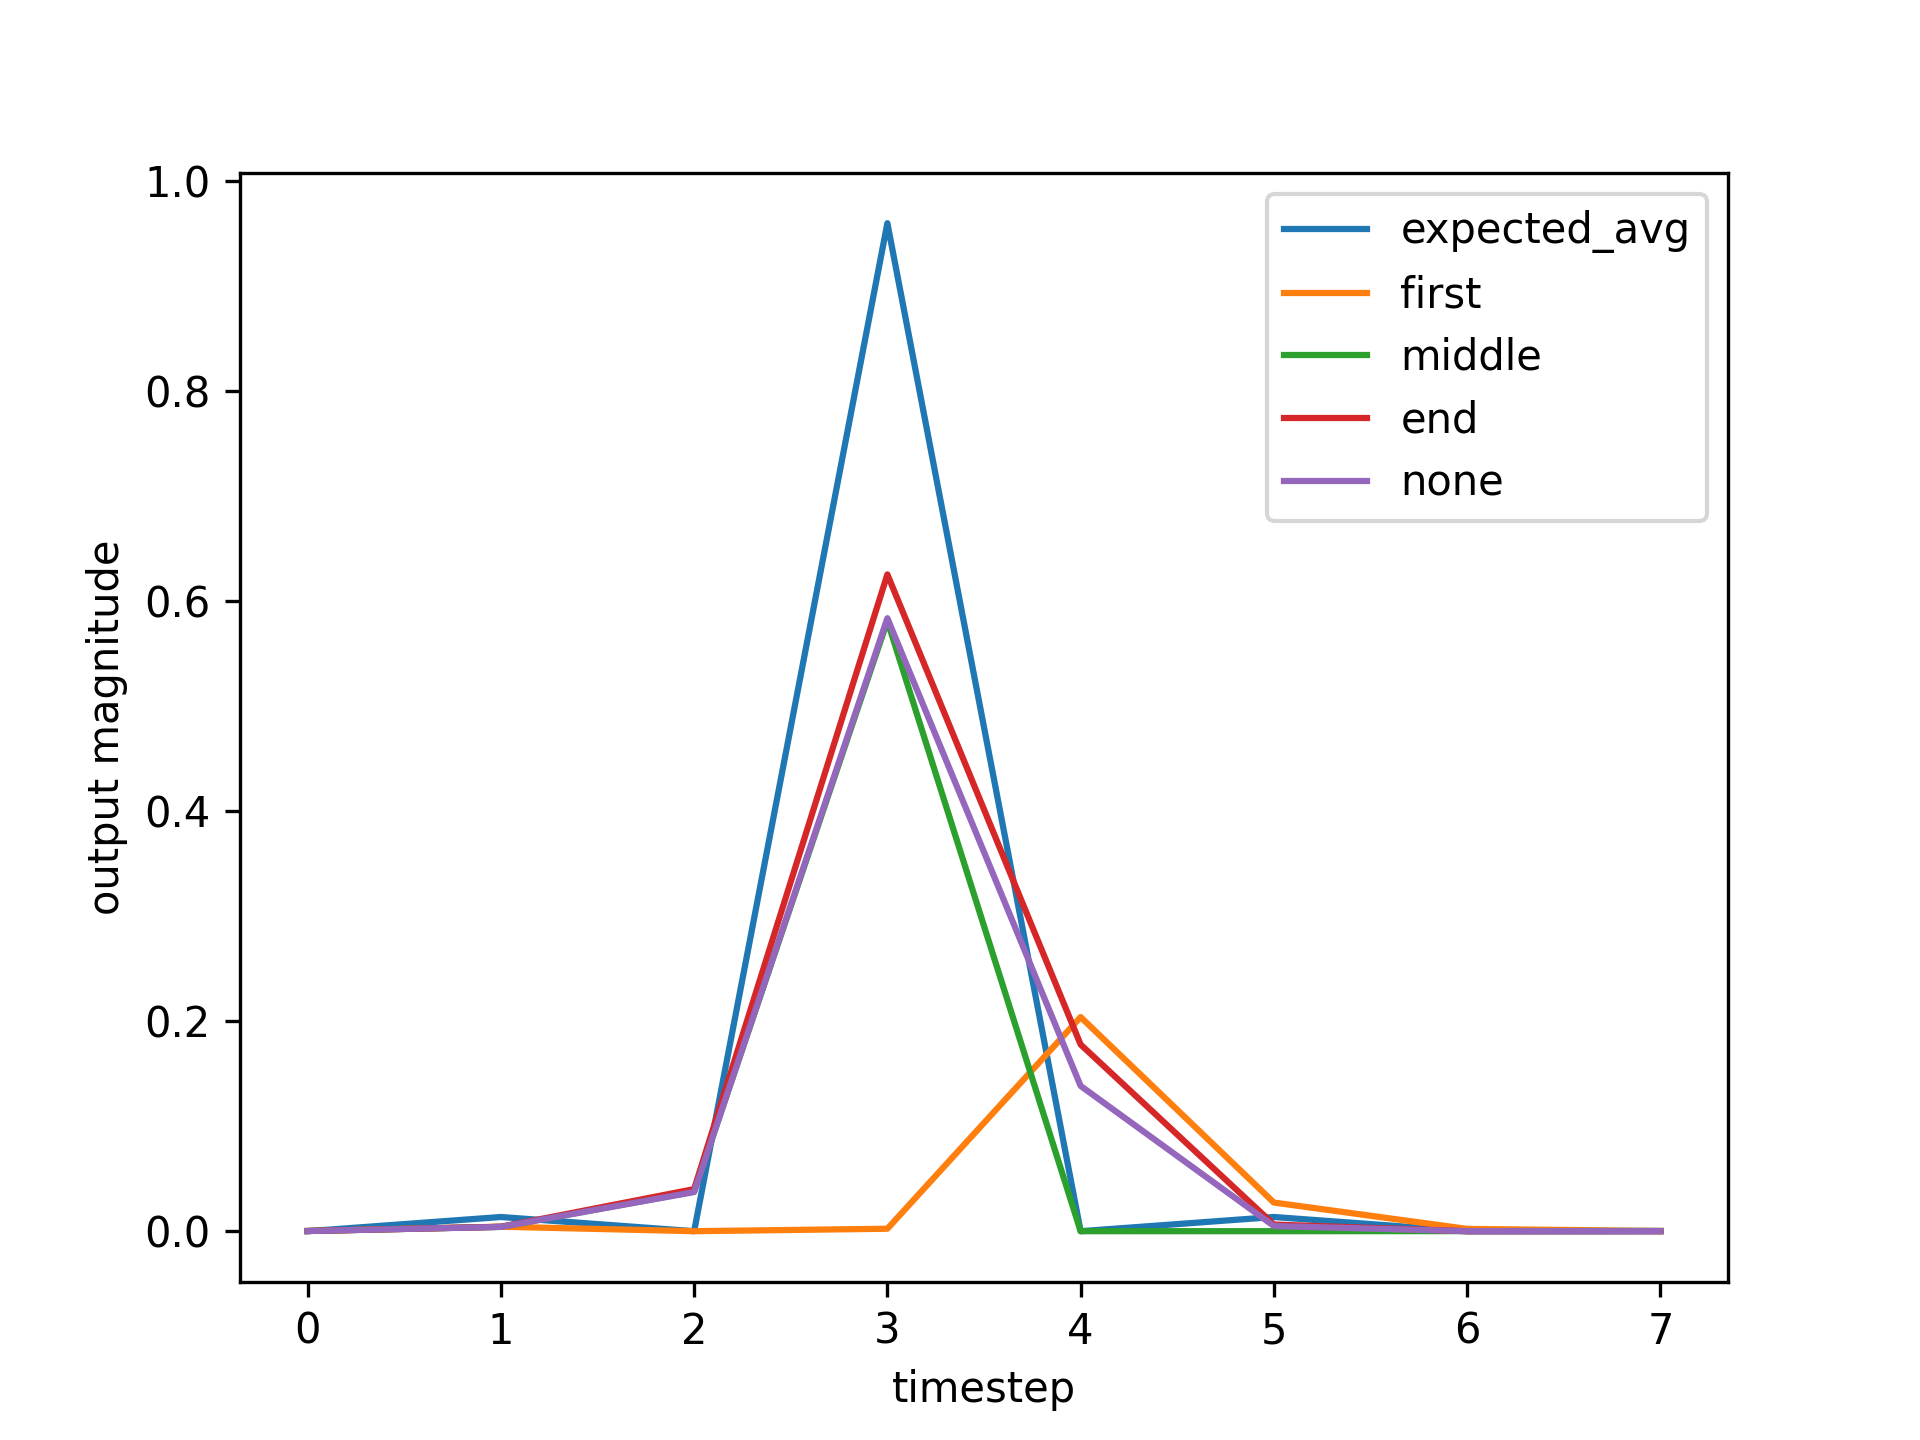 1.0
0.8
0.6
0.4
0.2
0.0
output magnitude
0 1 2 3 4 5 6 7
timestep
expected_avg
first
middle
end
none